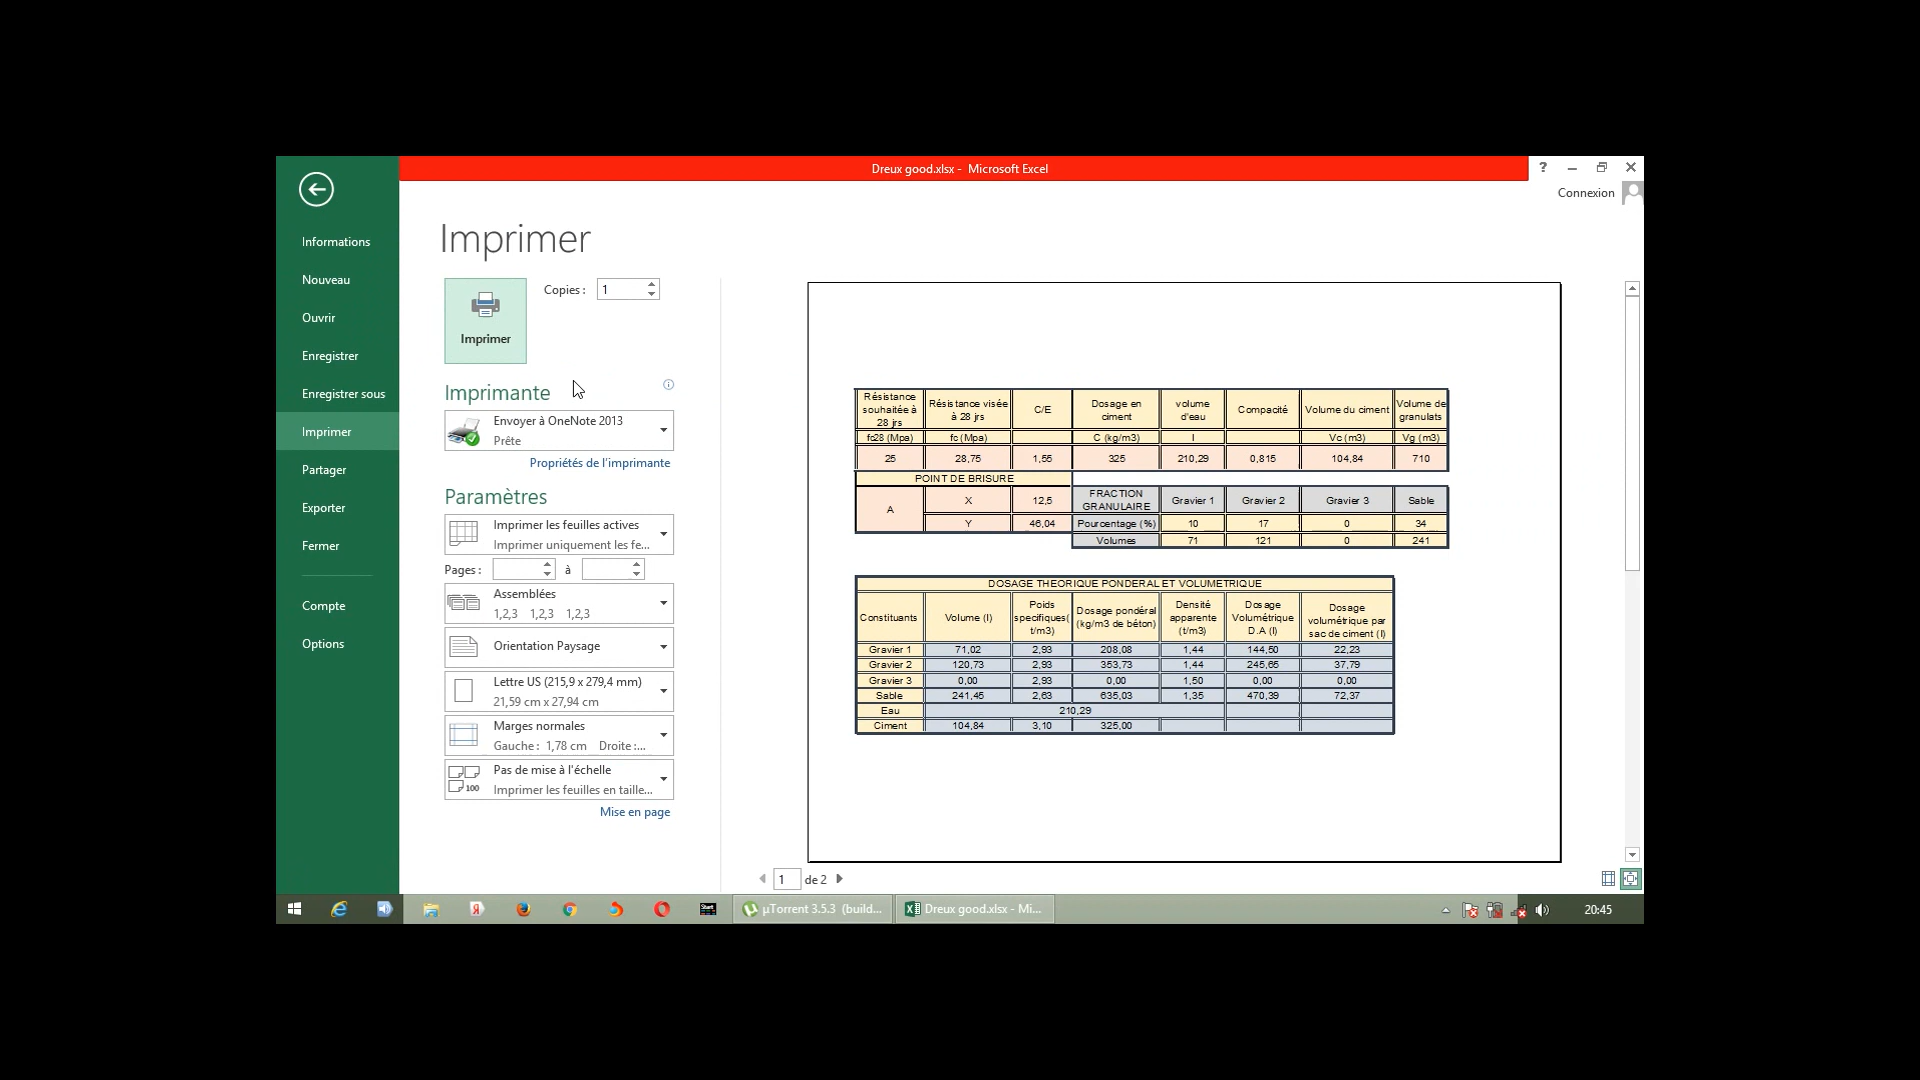 Dreux good.xlsx - Microsoft Excel
?
Connexion
Informations
Nouveau
Ouvrir
Enregistrer
Enregistrer sous
Imprimer
Partager
Exporter
Fermer
Compte
Options
Imprimer
Imprimer
Copies : 1
Imprimante
Envoyer à OneNote 2013
Prête
Propriétés de l'imprimante
Paramètres
Imprimer les feuilles actives
Imprimer uniquement les fe...
Pages : à
Assemblées
1,2,3 1,2,3 1,2,3
Orientation Paysage
Lettre US (215,9 x 279,4 mm)
21,59 cm x 27,94 cm
Marges normales
Gauche : 1,78 cm Droite :...
Pas de mise à l'échelle
100 Imprimer les feuilles en taille...
Mise en page
Résistance souhaitée à 28 jrs Résistance visée à 28 jrs C/E Dosage en ciment volume d'eau Compacité Volume du ciment Volume de granulats
fc28 (Mpa) fc (Mpa) C (kg/m3) l Vc (m3) Vg (m3)
25 28,75 1,55 325 210,29 0,815 104,84 710
POINT DE BRISURE
A X 12,5 FRACTION GRANULAIRE Gravier 1 Gravier 2 Gravier 3 Sable
Y 46,04 Pourcentage (%) 10 17 0 34
Volumes 71 121 0 241
DOSAGE THEORIQUE PONDERAL ET VOLUMETRIQUE
Constituants Volume (l) Poids specifiques( t/m3) Dosage pondéral (kg/m3 de béton) Densité apparente (t/m3) Dosage Volumétrique D.A (l) Dosage volumétrique par sac de ciment (l)
Gravier 1 71,02 2,93 208,08 1,44 144,50 22,23
Gravier 2 120,73 2,93 353,73 1,44 245,65 37,79
Gravier 3 0,00 2,93 0,00 1,50 0,00 0,00
Sable 241,45 2,63 635,03 1,35 470,39 72,37
Eau 210,29
Ciment 104,84 3,10 325,00
1 de 2
µTorrent 3.5.3 (build...
Dreux good.xlsx - Mi...
20:45